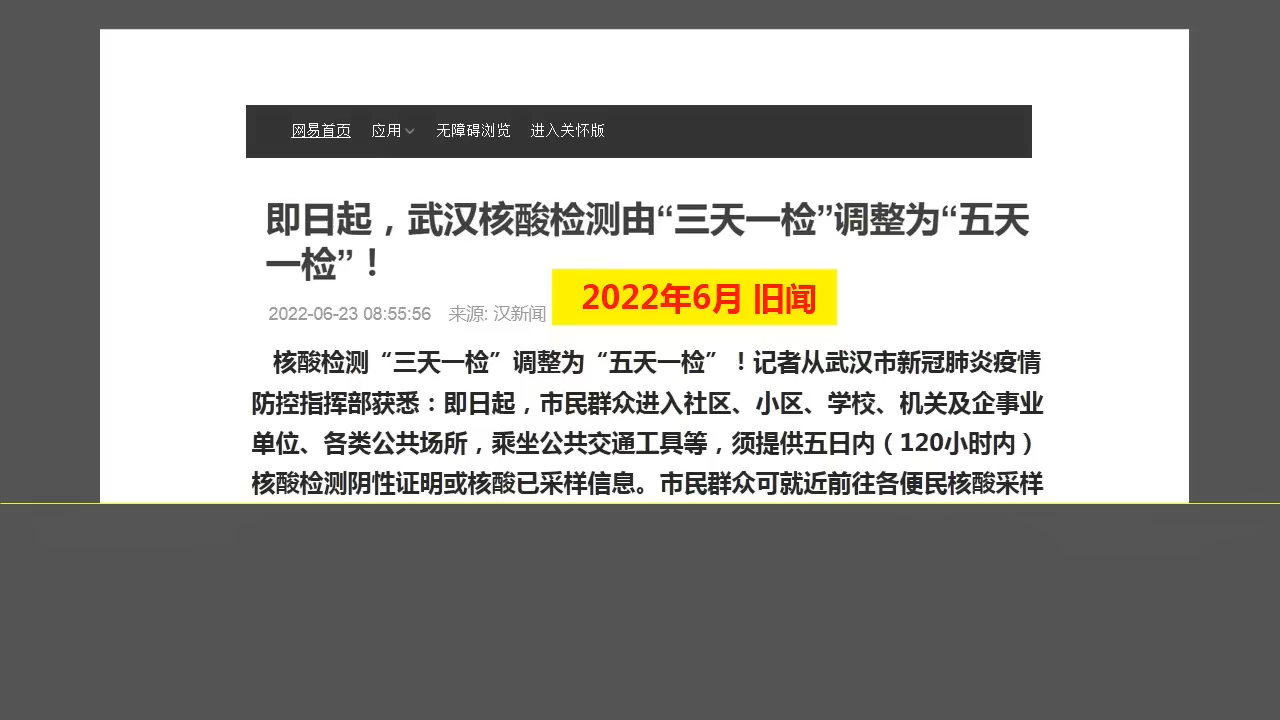 网易首页 应用 无障碍浏览 进入关怀版
即日起，武汉核酸检测由“三天一检”调整为“五天
一检”！
2022年6月 旧闻
2022-06-23 08:55:56 来源: 汉新闻
核酸检测“三天一检”调整为“五天一检”！记者从武汉市新冠肺炎疫情
防控指挥部获悉：即日起，市民群众进入社区、小区、学校、机关及企事业
单位、各类公共场所，乘坐公共交通工具等，须提供五日内（120小时内）
核酸检测阴性证明或核酸已采样信息。市民群众可就近前往各便民核酸采样